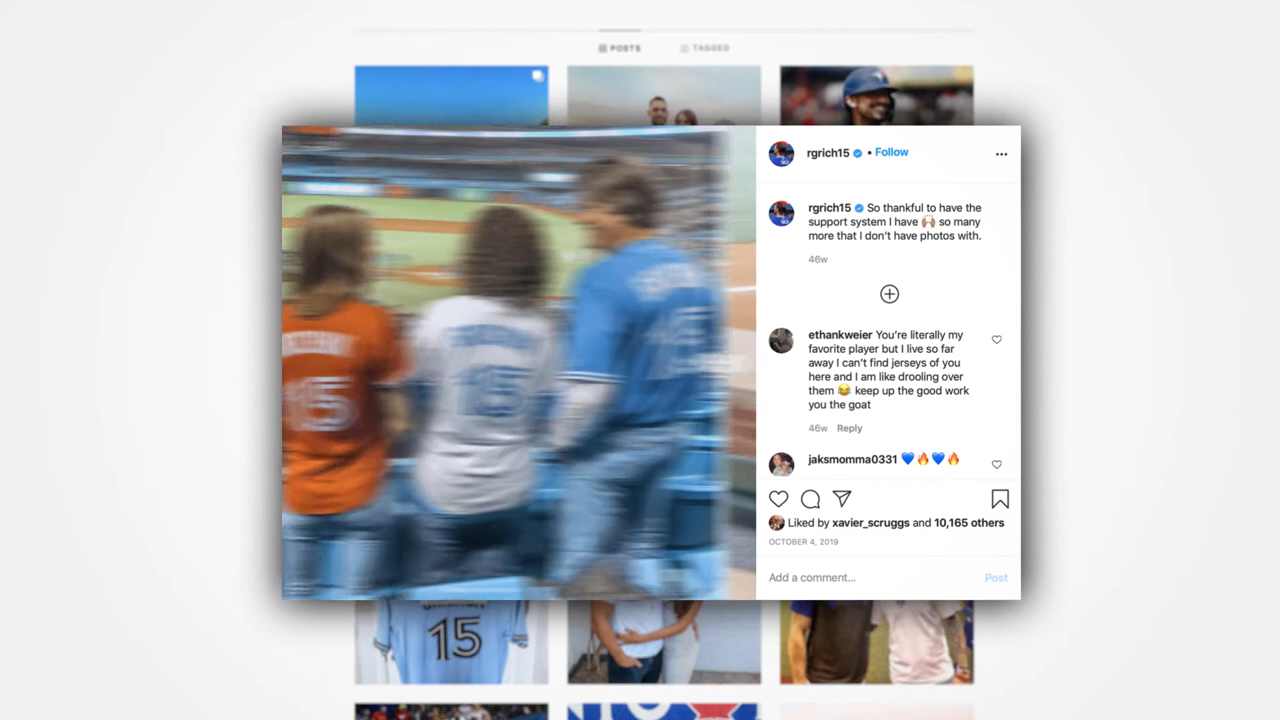 POSTS
TAGGED
rgrich15 • Follow
rgrich15 So thankful to have the
support system I have 🙌🏽 so many
more that I don't have photos with.
46w
ethankweier You're literally my
favorite player but I live so far
away I can't find jerseys of you
here and I am like drooling over
them 😂 keep up the good work
you the goat
46w Reply
jaksmomma0331 💙🔥💙🔥
Liked by xavier_scruggs and 10,165 others
OCTOBER 4, 2019
Add a comment... Post
15
15
15
15